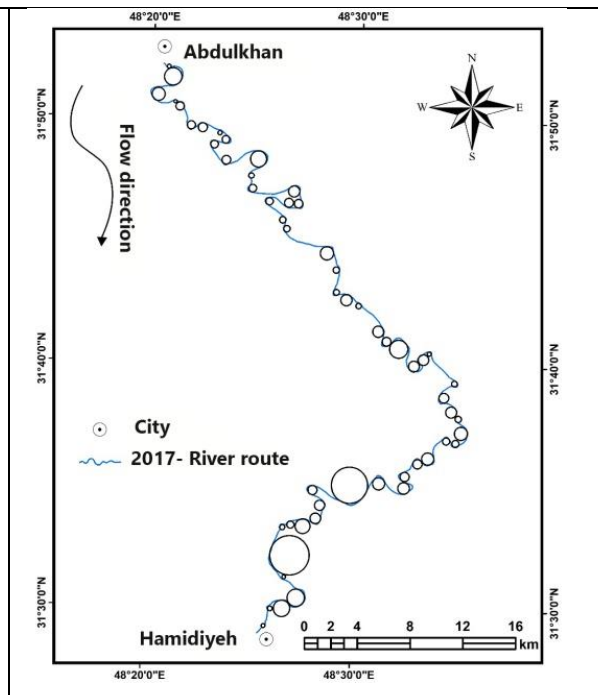 48°20'0"E
48°30'0"E
Abdulkhan
N
W
E
S
31°50'0"N
31°50'0"N
Flow direction
31°40'0"N
31°40'0"N
City
2017- River route
31°30'0"N
31°30'0"N
0 2 4 8 12 16
km
Hamidiyeh
48°20'0"E
48°30'0"E